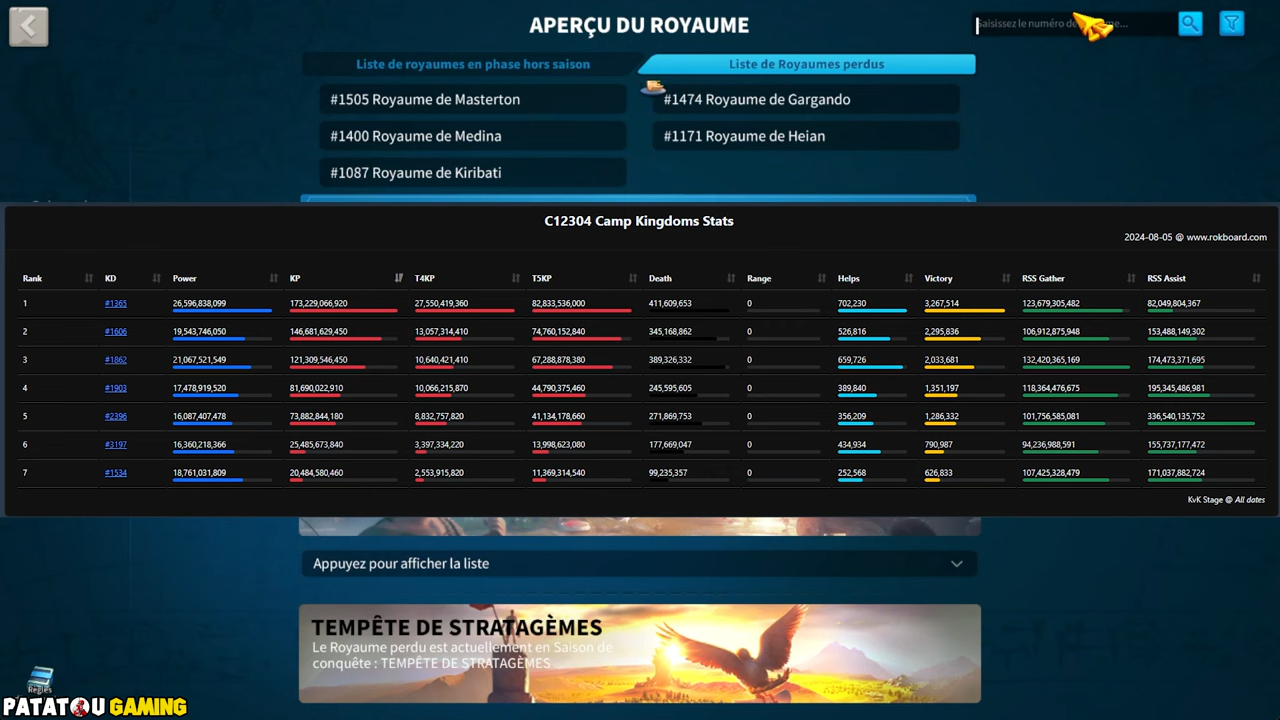 APERÇU DU ROYAUME
Saisissez le numéro de
Liste de royaumes en phase hors saison
Liste de Royaumes perdus
#1505 Royaume de Masterton
#1474 Royaume de Gargando
#1400 Royaume de Medina
#1171 Royaume de Heian
#1087 Royaume de Kiribati
C12304 Camp Kingdoms Stats
2024-08-05 @ www.rokboard.com
Rank KD Power KP T4KP T5KP Death Range Helps Victory RSS Gather RSS Assist
1 #1365 26,596,838,099 173,229,066,920 27,550,419,360 82,833,536,000 411,609,653 0 702,230 3,267,514 123,679,305,482 82,049,804,367
2 #1606 19,543,746,050 146,681,629,450 13,057,314,410 74,760,152,840 345,168,862 0 526,816 2,295,836 106,912,875,948 153,488,149,302
3 #1862 21,067,521,549 121,309,546,450 10,640,421,410 67,288,878,380 389,326,332 0 659,726 2,033,681 132,420,365,169 174,473,371,695
4 #1903 17,478,919,520 81,690,022,910 10,066,215,870 44,790,375,460 245,595,605 0 389,840 1,351,197 118,364,476,675 195,345,486,981
5 #2396 16,087,407,478 73,882,844,180 8,832,757,820 41,134,178,660 271,869,753 0 356,209 1,286,332 101,756,585,081 336,540,135,752
6 #3197 16,360,218,366 25,485,673,840 3,397,334,220 13,998,623,080 177,669,047 0 434,934 790,987 94,236,988,591 155,737,177,472
7 #1534 18,761,031,809 20,484,580,460 2,553,915,820 11,369,314,540 99,235,357 0 252,568 626,833 107,425,328,479 171,037,882,724
KvK Stage @ All dates
Appuyez pour afficher la liste
TEMPÊTE DE STRATAGÈMES
Le Royaume perdu est actuellement en Saison de
conquête : TEMPÊTE DE STRATAGÈMES
Règles
PATATOU GAMING